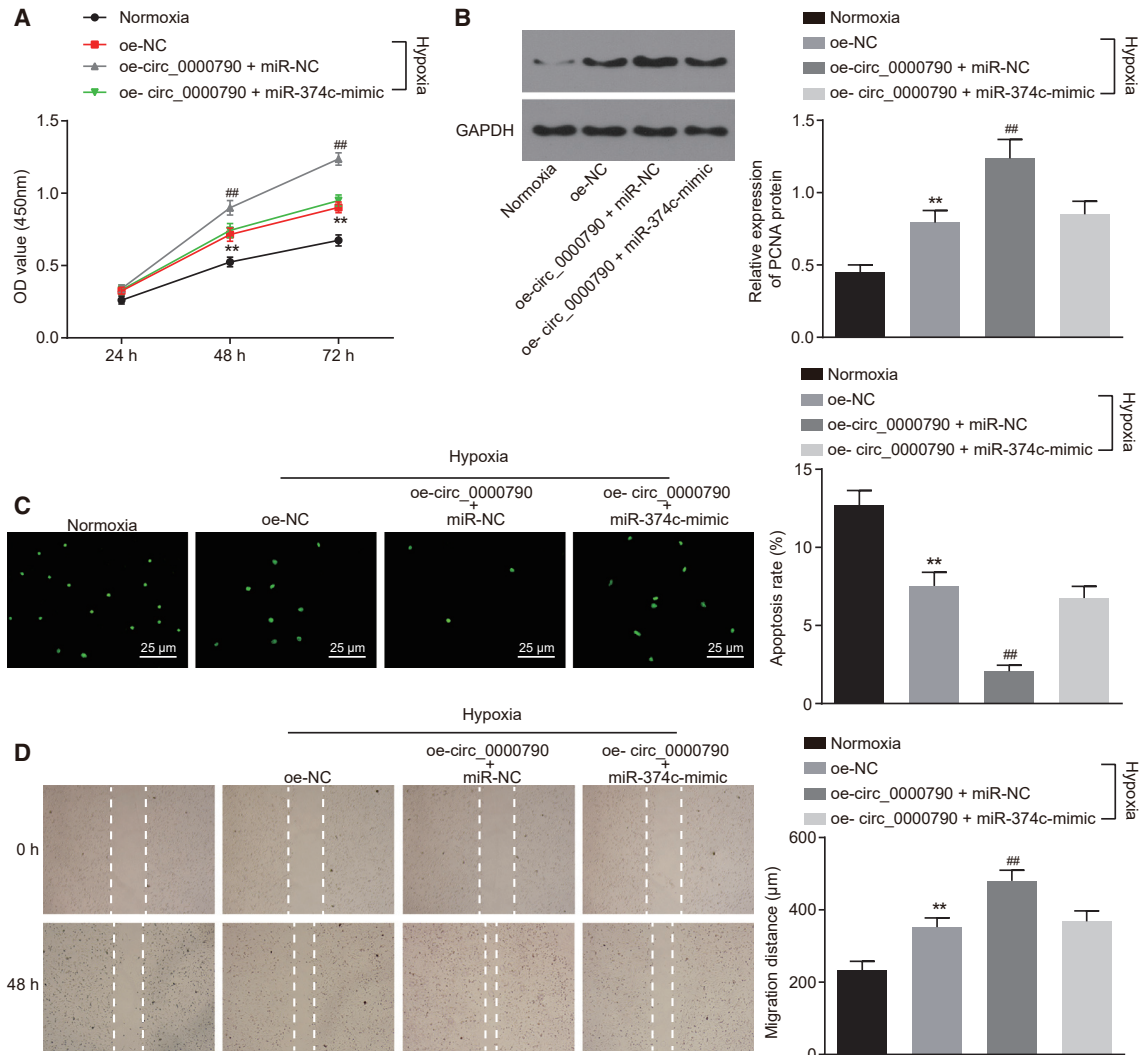 A
Normoxia
oe-NC
oe-circ_0000790 + miR-NC
oe- circ_0000790 + miR-374c-mimic
Hypoxia
OD value (450nm)
1.5
1.0
0.5
0.0
24 h
48 h
72 h
##
##
**
**
B
GAPDH
Normoxia
oe-NC
oe-circ_0000790 + miR-NC
oe- circ_0000790 + miR-374c-mimic
Normoxia
oe-NC
oe-circ_0000790 + miR-NC
oe- circ_0000790 + miR-374c-mimic
Hypoxia
Relative expression
of PCNA protein
1.5
1.0
0.5
0.0
**
##
C
Hypoxia
Normoxia
oe-NC
oe-circ_0000790
+
miR-NC
oe- circ_0000790
+
miR-374c-mimic
25 μm
25 μm
25 μm
25 μm
Normoxia
oe-NC
oe-circ_0000790 + miR-NC
oe- circ_0000790 + miR-374c-mimic
Hypoxia
Apoptosis rate (%)
15
10
5
0
**
##
D
Hypoxia
oe-NC
oe-circ_0000790
+
miR-NC
oe- circ_0000790
+
miR-374c-mimic
0 h
48 h
Normoxia
oe-NC
oe-circ_0000790 + miR-NC
oe- circ_0000790 + miR-374c-mimic
Hypoxia
Migration distance (μm)
600
400
200
0
**
##